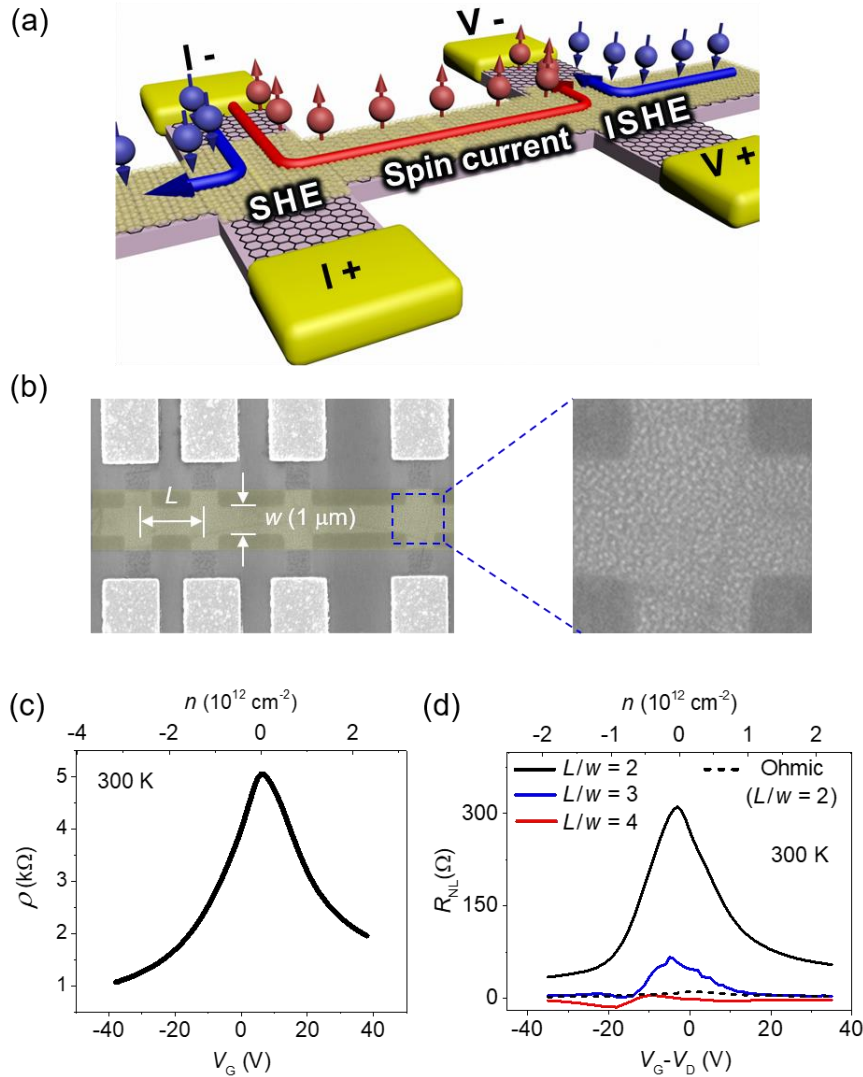 (a)
I -
V -
ISHE
Spin current
V +
SHE
I +
(b)
L
w (1 μm)
(c)
n (10¹² cm⁻²)
-4 -2 0 2
300 K
5
4
3
2
1
ρ (kΩ)
-40 -20 0 20 40
V_G (V)
(d)
n (10¹² cm⁻²)
-2 -1 0 1 2
L/w = 2
Ohmic
L/w = 3
(L/w = 2)
L/w = 4
300 K
300
150
0
R_NL(Ω)
-40 -20 0 20 40
V_G-V_D (V)